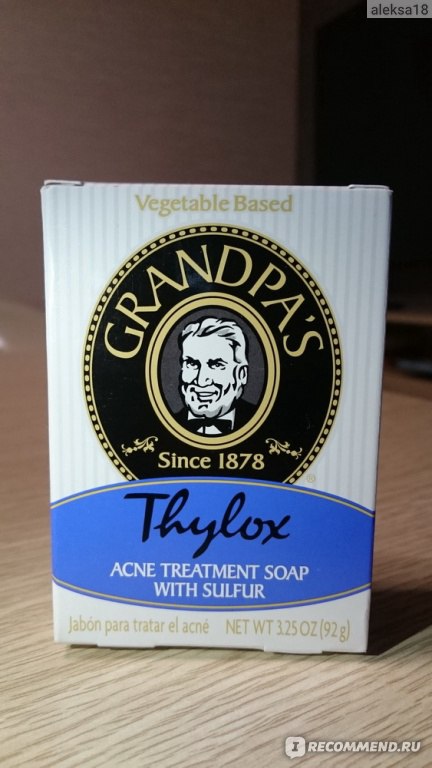 aleksa18
Vegetable Based
GRANDPA'S
Since 1878
®
Thylox
ACNE TREATMENT SOAP
WITH SULFUR
Jabón para tratar el acné NET WT 3.25 OZ (92 g)
IRECOMMEND.RU